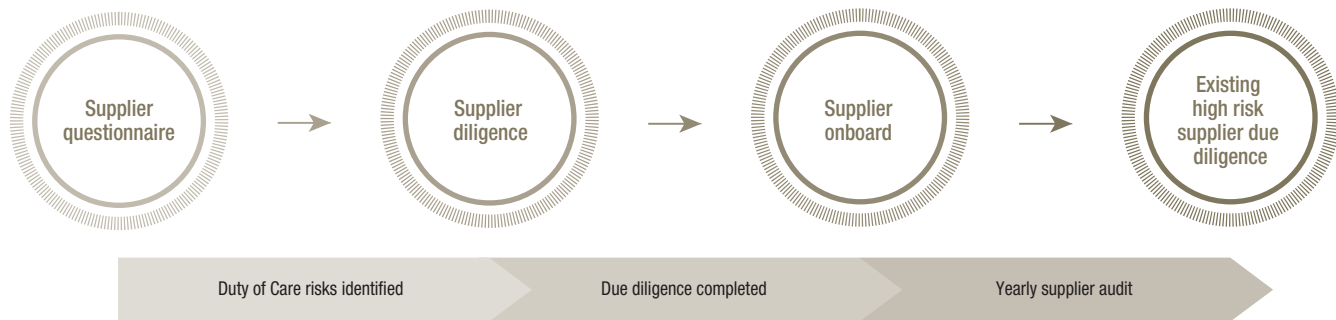 Supplier
questionnaire
Supplier
diligence
Supplier
onboard
Existing
high risk
supplier due
diligence
Duty of Care risks identified
Due diligence completed
Yearly supplier audit